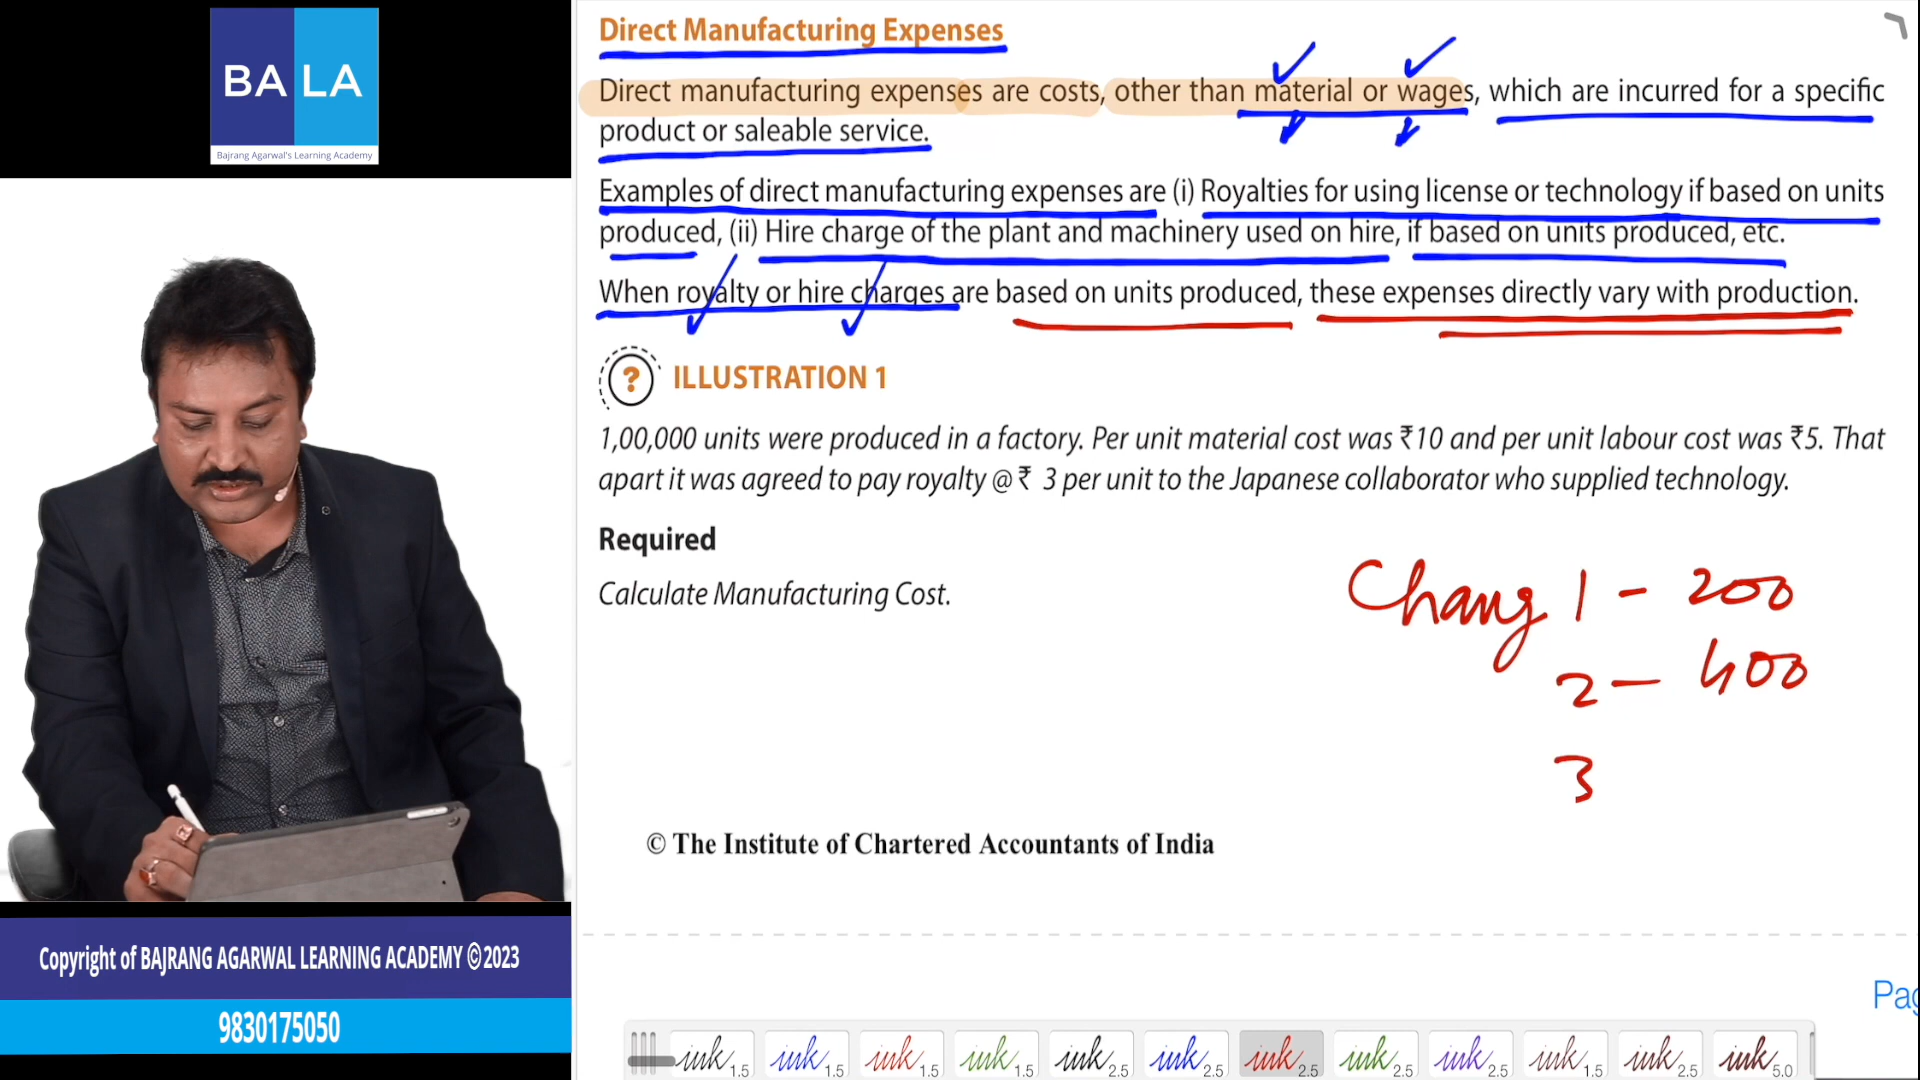 BA LA
Bajrang Agarwal's Learning Academy
Direct Manufacturing Expenses
Direct manufacturing expenses are costs, other than material or wages, which are incurred for a specific
product or saleable service.
Examples of direct manufacturing expenses are (i) Royalties for using license or technology if based on units
produced, (ii) Hire charge of the plant and machinery used on hire, if based on units produced, etc.
When royalty or hire charges are based on units produced, these expenses directly vary with production.
? ILLUSTRATION 1
1,00,000 units were produced in a factory. Per unit material cost was ₹10 and per unit labour cost was ₹5. That
apart it was agreed to pay royalty @ ₹ 3 per unit to the Japanese collaborator who supplied technology.
Required
Calculate Manufacturing Cost.
1 - 200
2 - 400
3
© The Institute of Chartered Accountants of India
Copyright of BAJRANG AGARWAL LEARNING ACADEMY © 2023
9830175050
ink 1.5 ink 1.5 ink 1.5 ink 1.5 ink 2.5 ink 2.5 ink 2.5 ink 2.5 ink 2.5 ink 1.5 ink 2.5 ink 5.0